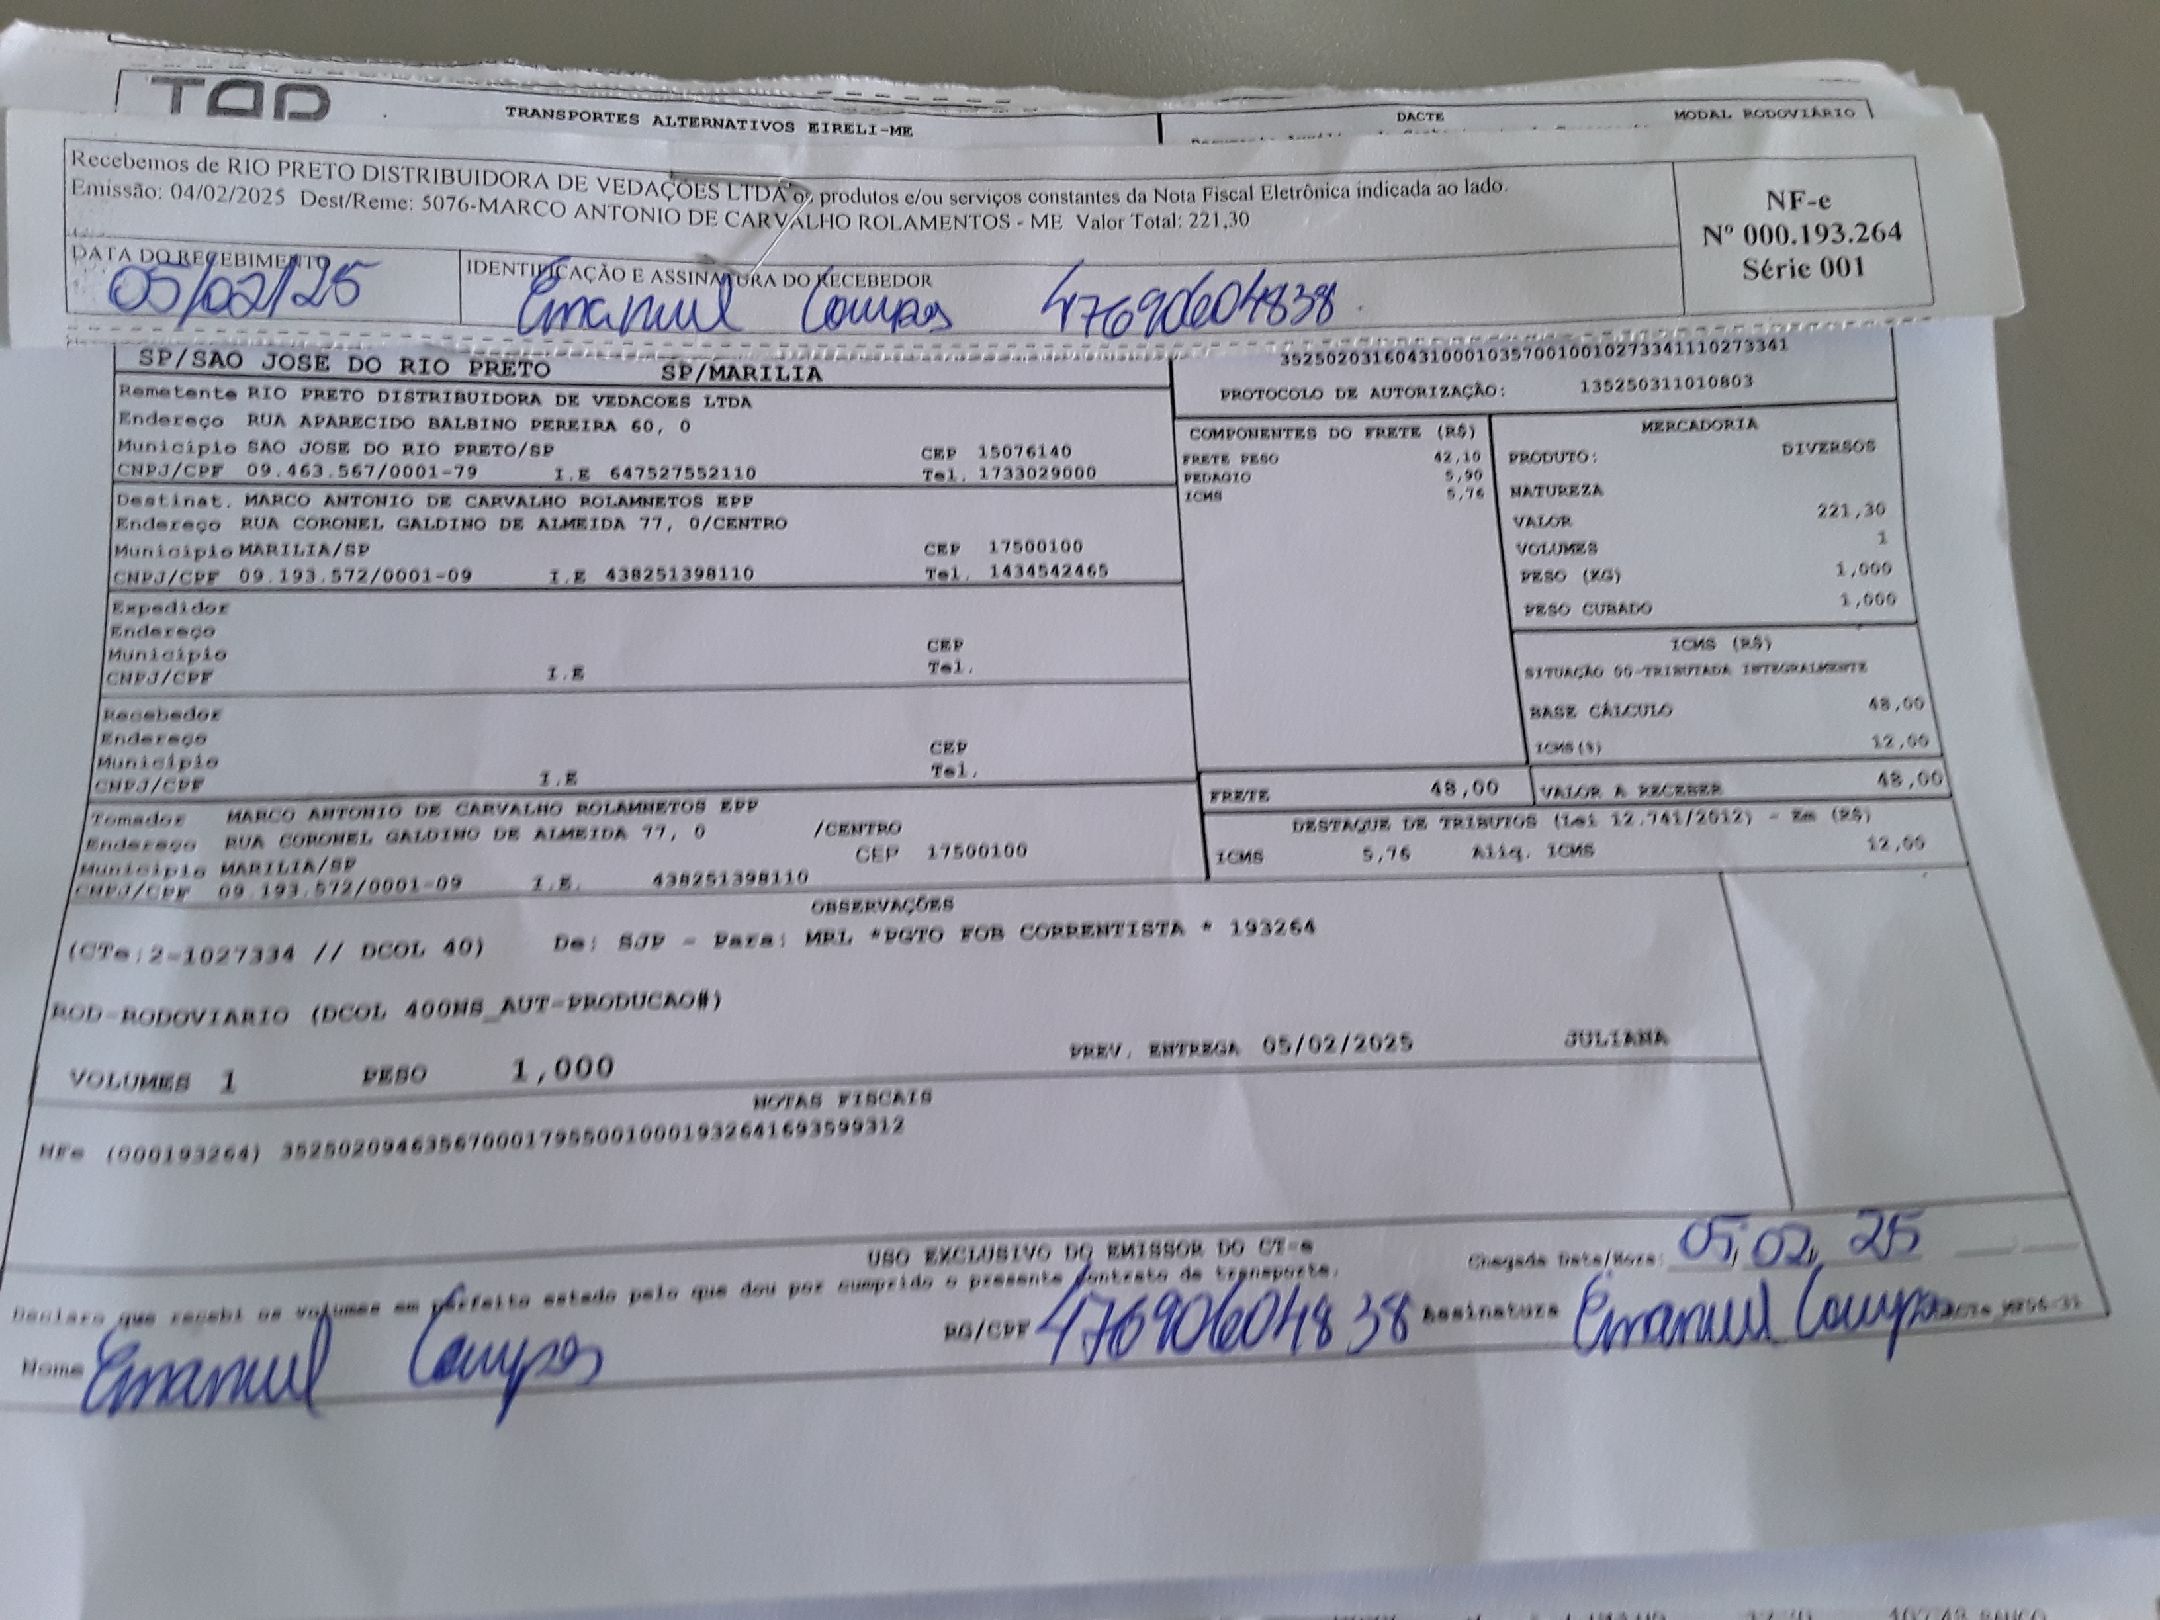 TAD
TRANSPORTES ALTERNATIVOS EIRELI-ME
DACTE
MODAL RODOVIÁRIO
Recebemos de RIO PRETO DISTRIBUIDORA DE VEDAÇÕES LTDA os produtos e/ou serviços constantes da Nota Fiscal Eletrônica indicada ao lado.
Emissão: 04/02/2025 Dest/Reme: 5076-MARCO ANTONIO DE CARVALHO ROLAMENTOS - ME Valor Total: 221,30
NF-e
Nº 000.193.264
Série 001
DATA DO RECEBIMENTO
05/02/25
IDENTIFICAÇÃO E ASSINATURA DO RECEBEDOR
Emanuel Campos 47690604838
SP/SAO JOSE DO RIO PRETO SP/MARILIA
35250203160431000103570010010273341110273341
PROTOCOLO DE AUTORIZAÇÃO: 135250311010803
Remetente RIO PRETO DISTRIBUIDORA DE VEDACOES LTDA
Endereço RUA APARECIDO BALBINO PEREIRA 60, 0
Município SAO JOSE DO RIO PRETO/SP CEP 15076140
CNPJ/CPF 09.463.567/0001-79 I.E 647527552110 Tel. 1733029000
Destinat. MARCO ANTONIO DE CARVALHO ROLAMNETOS EPP
Endereço RUA CORONEL GALDINO DE ALMEIDA 77, 0/CENTRO
Município MARILIA/SP CEP 17500100
CNPJ/CPF 09.193.572/0001-09 I.E 438251398110 Tel. 1434542465
Expedidor
Endereço
Município CEP
CNPJ/CPF I.E Tel.
Recebedor
Endereço
Município CEP
CNPJ/CPF I.E Tel.
Tomador MARCO ANTONIO DE CARVALHO ROLAMNETOS EPP
Endereço RUA CORONEL GALDINO DE ALMEIDA 77, 0 /CENTRO
Município MARILIA/SP CEP 17500100
CNPJ/CPF 09.193.572/0001-09 I.E. 438251398110
COMPONENTES DO FRETE (R$)
FRETE PESO 42,10
PEDAGIO 5,90
ICMS 5,76
MERCADORIA
PRODUTO: DIVERSOS
NATUREZA
VALOR 221,30
VOLUMES 1
PESO (KG) 1,000
PESO CUBADO 1,000
ICMS (R$)
SITUAÇÃO 00-TRIBUTADA INTEGRALMENTE
BASE CÁLCULO 48,00
ICMS(%) 12,00
FRETE 48,00 VALOR A RECEBER 48,00
DESTAQUE DE TRIBUTOS (Lei 12.741/2012) - Em (R$)
ICMS 5,76 Aliq. ICMS 12,00
OBSERVAÇÕES
(CTe:2-1027334 // DCOL 40) De: SJP - Para: MRL *PGTO FOB CORRENTISTA * 193264
ROD-RODOVIARIO (DCOL 400NS_AUT-PRODUCAO#)
VOLUMES 1 PESO 1,000 PREV. ENTREGA 05/02/2025 JULIANA
NOTAS FISCAIS
NFe (000193264) 35250209463567000179550010001932641693599312
USO EXCLUSIVO DO EMISSOR DO CT-e
Chegada Data/Hora: 05/02/25
Declaro que recebi os volumes em perfeito estado pelo que dou por cumprido o presente contrato de transporte.
Nome Emanuel Campos RG/CPF 47690604838 Assinatura Emanuel Campos